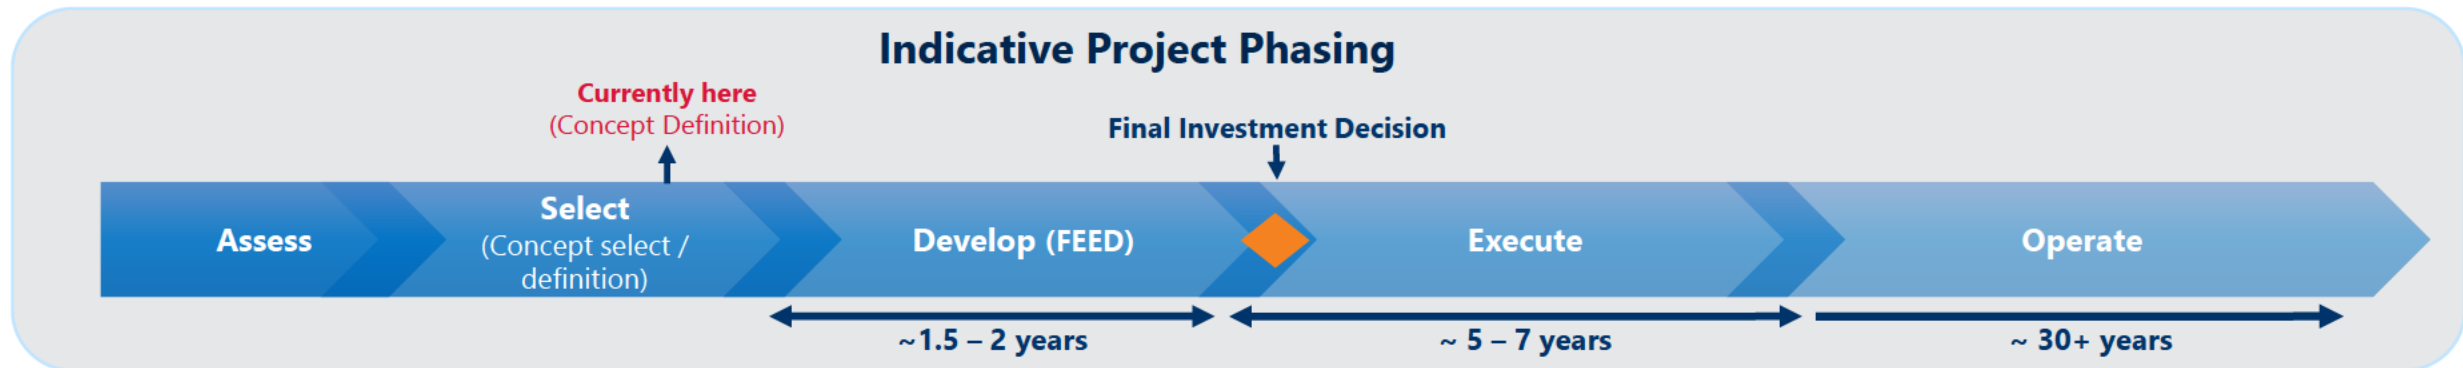 Indicative Project Phasing
Currently here
(Concept Definition)
Final Investment Decision
Assess
Select
(Concept select /
definition)
Develop (FEED)
Execute
Operate
~1.5 – 2 years
~ 5 – 7 years
~ 30+ years